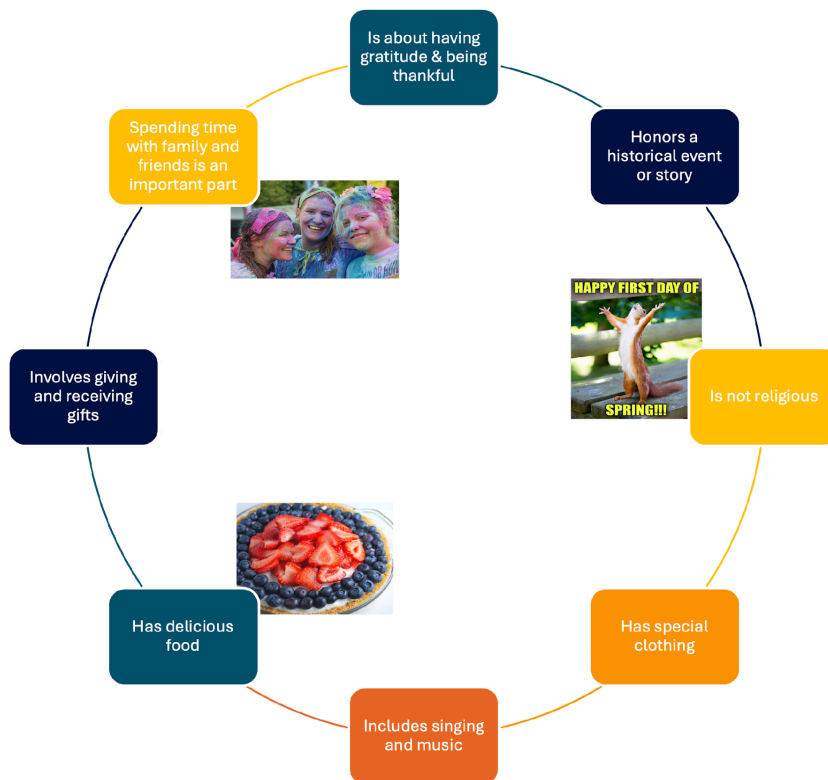 Is about having
gratitude & being
thankful
Spending time
with family and
friends is an
important part
Honors a
historical event
or story
HAPPY FIRST DAY OF
SPRING!!!
Involves giving
and receiving
gifts
Is not religious
Has delicious
food
Has special
clothing
Includes singing
and music